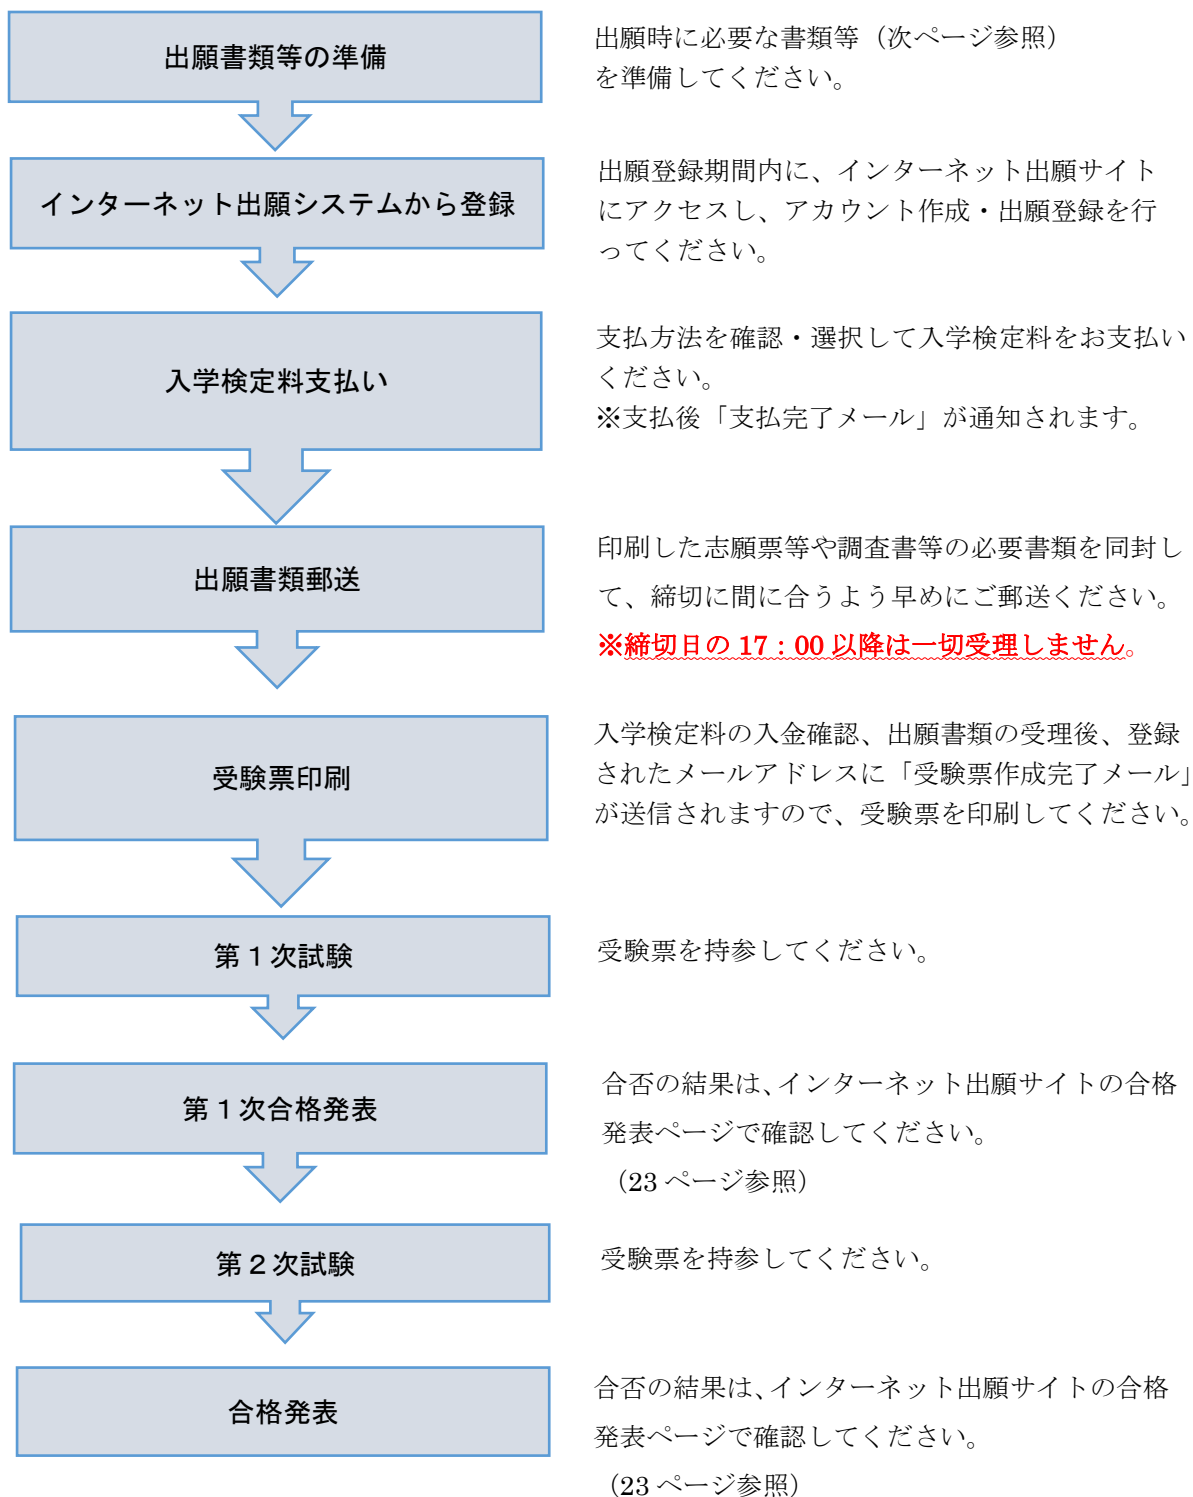 出願書類等の準備
出願時に必要な書類等（次ページ参照）
を準備してください。
インターネット出願システムから登録
出願登録期間内に、インターネット出願サイト
にアクセスし、アカウント作成・出願登録を行
ってください。
入学検定料支払い
支払方法を確認・選択して入学検定料をお支払い
ください。
※支払後「支払完了メール」が通知されます。
出願書類郵送
印刷した志願票等や調査書等の必要書類を同封し
て、締切に間に合うよう早めにご郵送ください。
※締切日の 17：00 以降は一切受理しません。
受験票印刷
入学検定料の入金確認、出願書類の受理後、登録
されたメールアドレスに「受験票作成完了メール」
が送信されますので、受験票を印刷してください。
第１次試験
受験票を持参してください。
第１次合格発表
合否の結果は、インターネット出願サイトの合格
発表ページで確認してください。
（23 ページ参照）
第２次試験
受験票を持参してください。
合格発表
合否の結果は、インターネット出願サイトの合格
発表ページで確認してください。
（23 ページ参照）